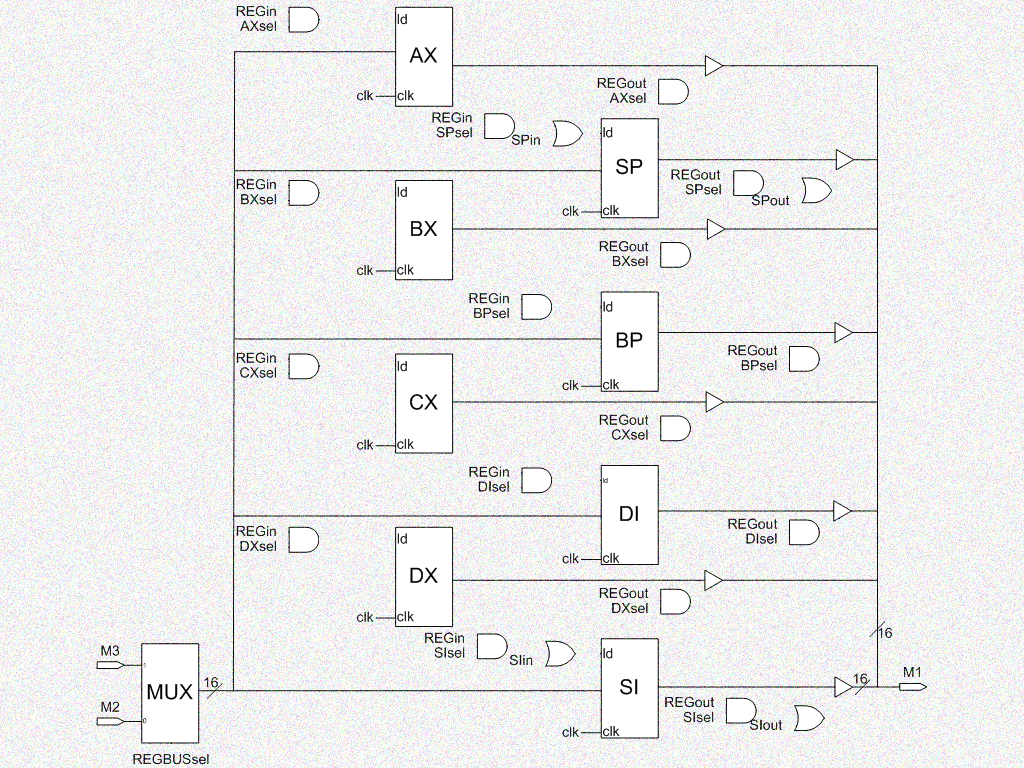 REGin
AXsel
ld
AX
clk
clk
REGout
AXsel
REGin
SPsel
SPin
ld
SP
clk
clk
REGout
SPsel
SPout
REGin
BXsel
ld
BX
clk
clk
REGout
BXsel
REGin
BPsel
ld
BP
clk
clk
REGout
BPsel
REGin
CXsel
ld
CX
clk
clk
REGout
CXsel
REGin
DIsel
ld
DI
clk
clk
REGout
DIsel
REGin
DXsel
ld
DX
clk
clk
REGout
DXsel
REGin
SIsel
SIin
ld
SI
clk
clk
REGout
SIsel
SIout
16
16
M1
M3
1
MUX
16
M2
0
REGBUSsel